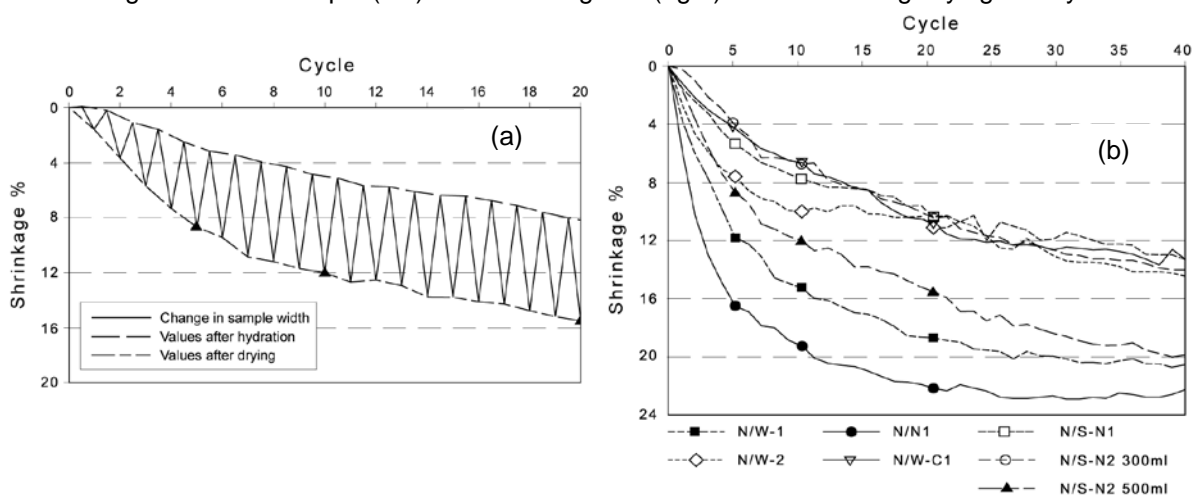 Cycle
0 2 4 6 8 10 12 14 16 18 20
0
4
8
12
16
20
Shrinkage %
(a)
Change in sample width
Values after hydration
Values after drying
Cycle
0 5 10 15 20 25 30 35 40
0
4
8
12
16
20
24
Shrinkage %
(b)
N/W-1 N/N1 N/S-N1
N/W-2 N/W-C1 N/S-N2 300ml
N/S-N2 500ml